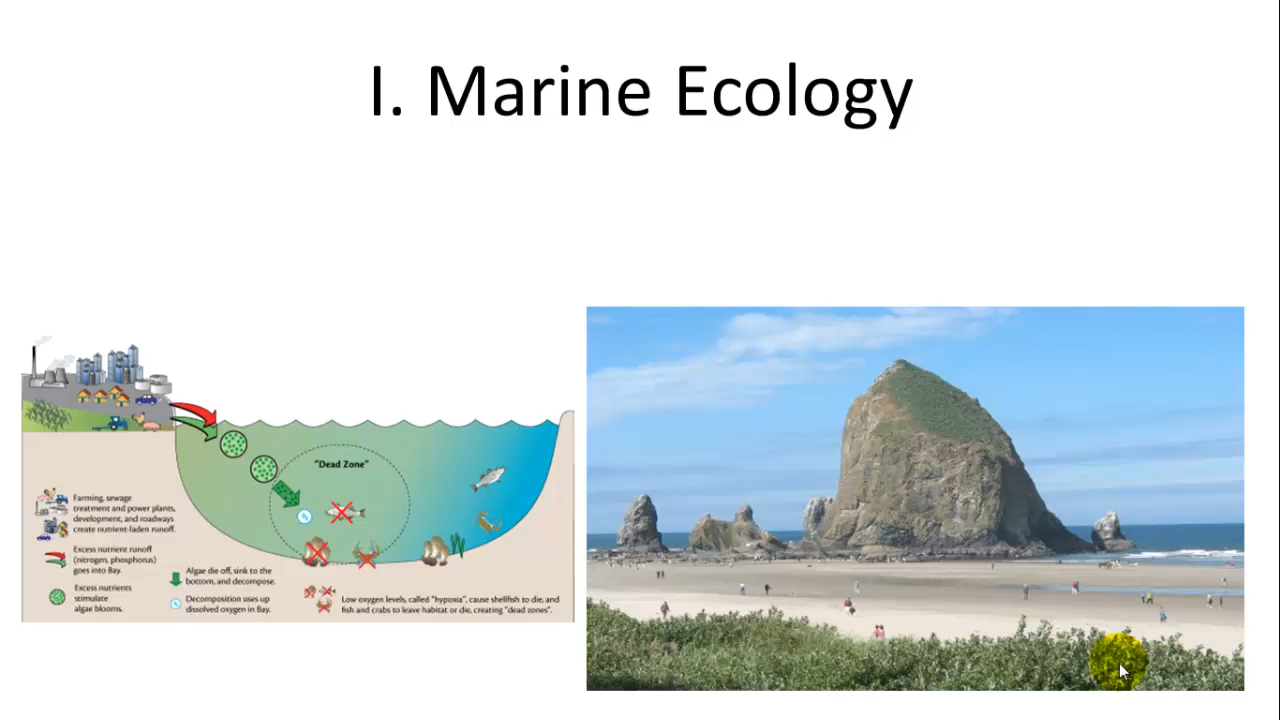 I. Marine Ecology
"Dead Zone"
Farming, sewage
treatment and power plants,
development, and roadways
create nutrient-laden runoff.
Excess nutrient runoff
(nitrogen, phosphorus)
goes into Bay.
Excess nutrients
stimulate
algae blooms.
Algae die off, sink to the
bottom, and decompose.
Decomposition uses up
dissolved oxygen in Bay.
Low oxygen levels, called "hypoxia", cause shellfish to die, and
fish and crabs to leave habitat or die, creating "dead zones".